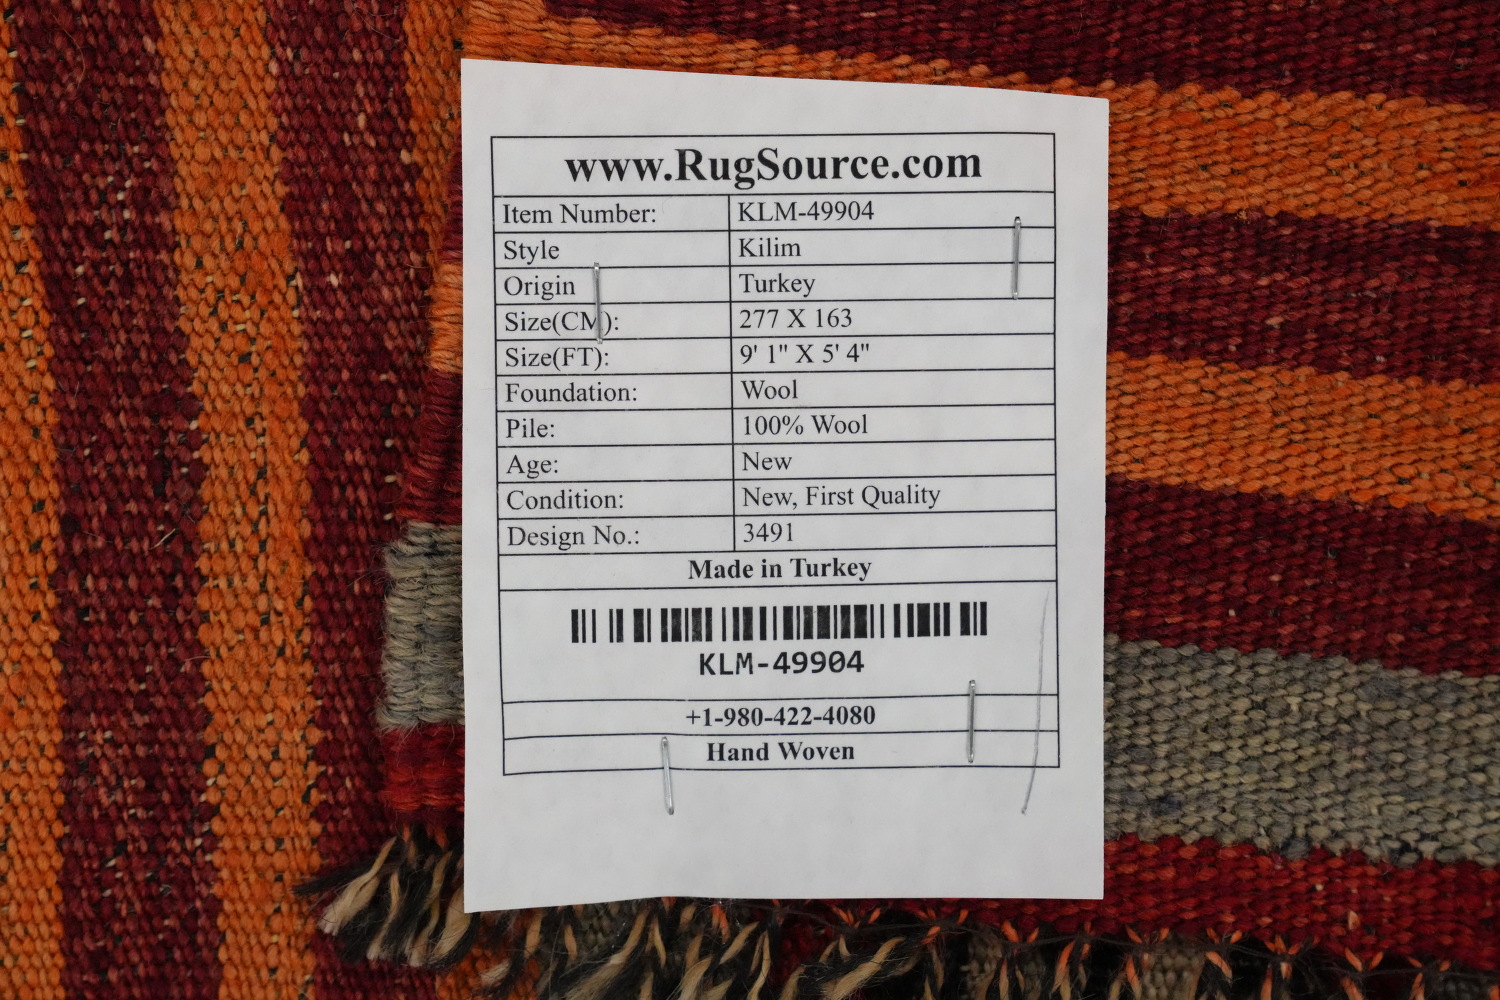 www.RugSource.com
Item Number: KLM-49904
Style Kilim
Origin Turkey
Size(CM): 277 X 163
Size(FT): 9' 1" X 5' 4"
Foundation: Wool
Pile: 100% Wool
Age: New
Condition: New, First Quality
Design No.: 3491
Made in Turkey
KLM-49904
+1-980-422-4080
Hand Woven